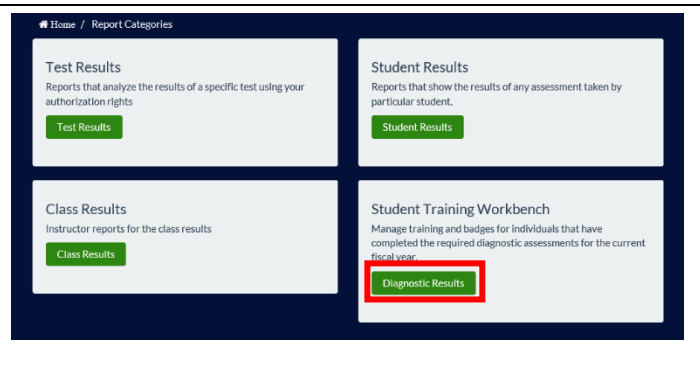 Home / Report Categories
Test Results
Reports that analyze the results of a specific test using your
authorization rights
Test Results
Student Results
Reports that show the results of any assessment taken by
particular student.
Student Results
Class Results
Instructor reports for the class results
Class Results
Student Training Workbench
Manage training and badges for individuals that have
completed the required diagnostic assessments for the current
fiscal year.
Diagnostic Results